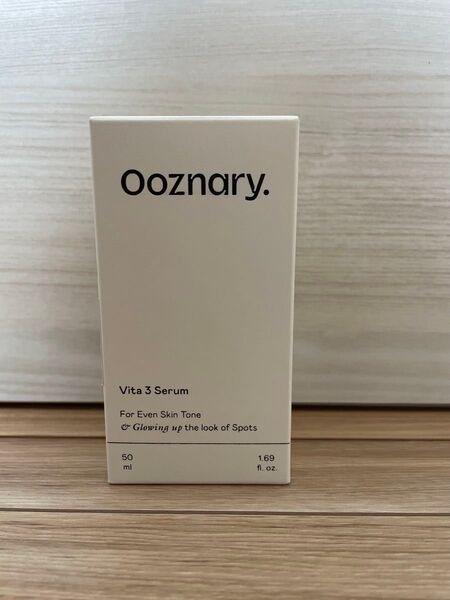 Ooznary.
Vita 3 Serum
For Even Skin Tone
& Glowing up the look of Spots
50 1.69
ml fl. oz.